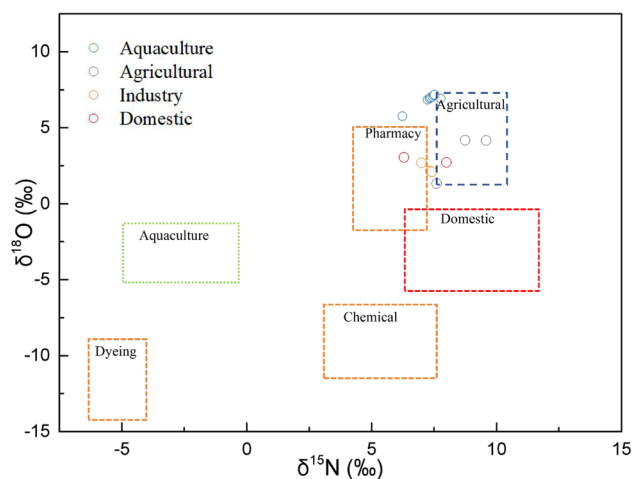 10
5
0
-5
-10
-15
δ¹⁸O (‰)
Aquaculture
Agricultural
Industry
Domestic
Agricultural
Pharmacy
Aquaculture
Domestic
Chemical
Dyeing
-5
0
5
10
15
δ¹⁵N (‰)